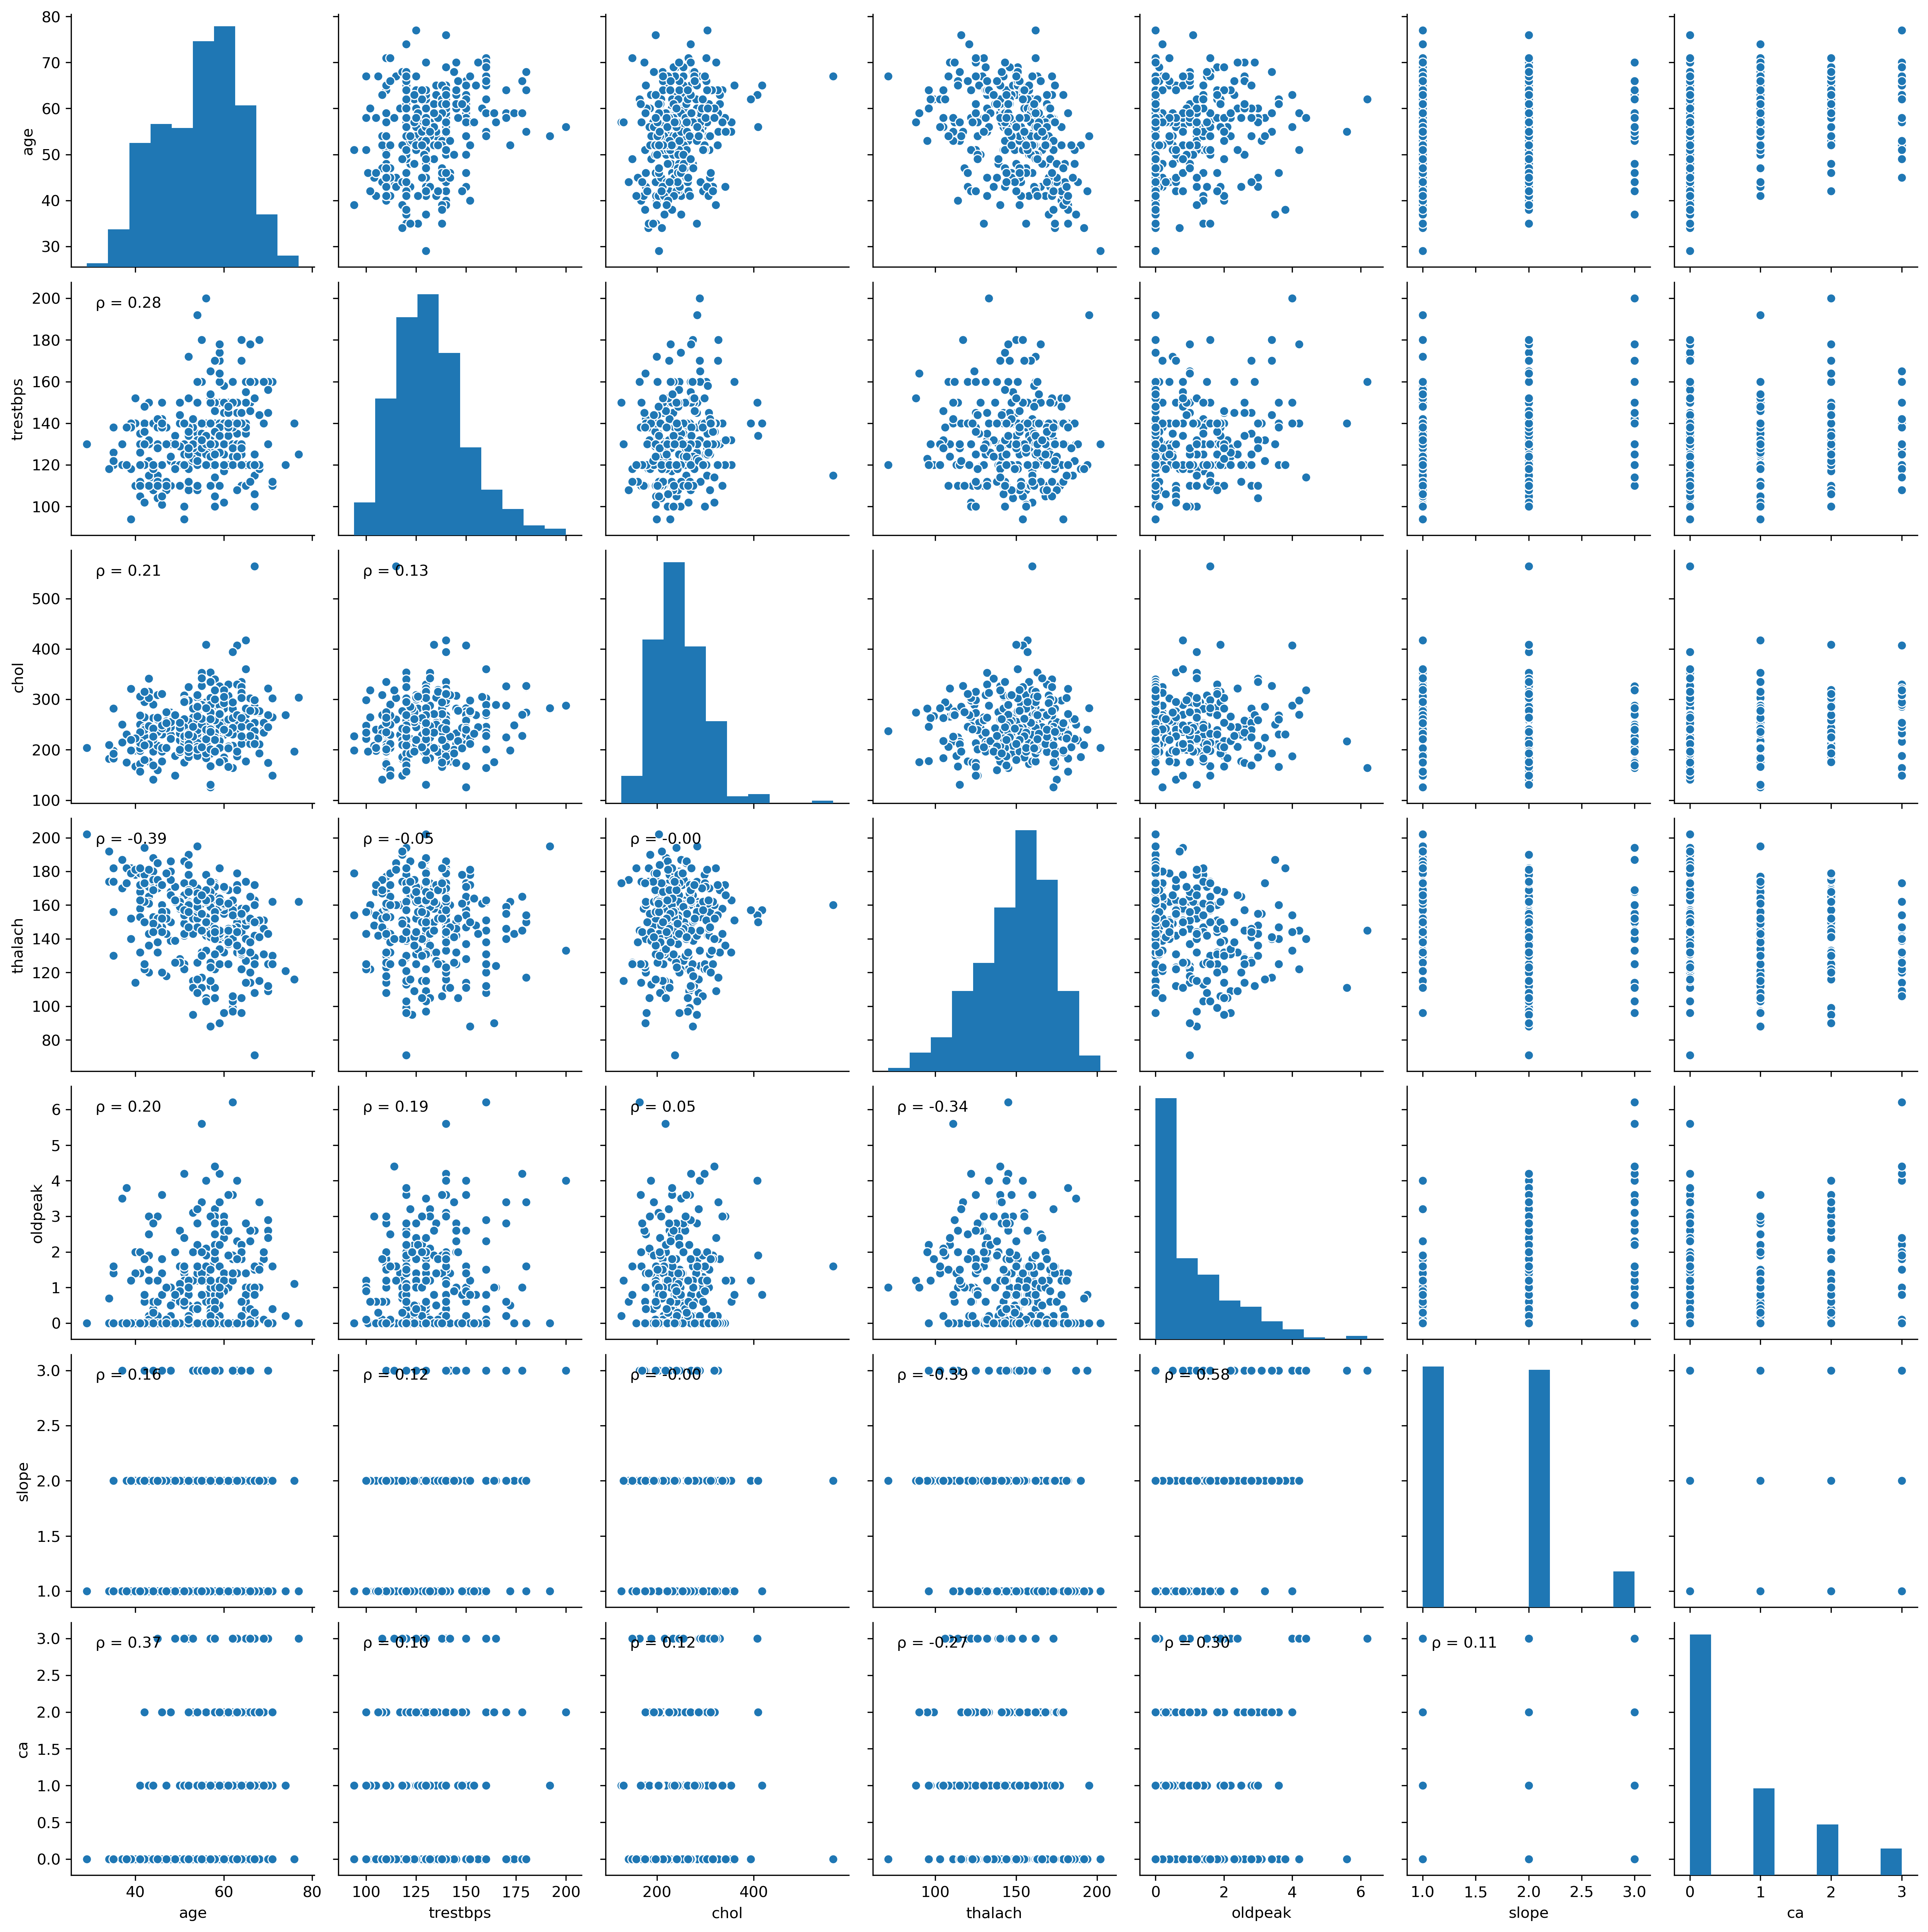 80
70
60
50
40
30
age
ρ = 0.28
200
180
160
140
120
100
trestbps
ρ = 0.21
ρ = 0.13
500
400
300
200
100
chol
ρ = -0.39
ρ = -0.05
ρ = -0.00
200
180
160
140
120
100
80
thalach
ρ = 0.20
ρ = 0.19
ρ = 0.05
ρ = -0.34
6
5
4
3
2
1
0
oldpeak
ρ = 0.16
ρ = 0.12
ρ = -0.00
ρ = -0.39
ρ = 0.58
3.0
2.5
2.0
1.5
1.0
slope
ρ = 0.37
ρ = 0.10
ρ = 0.12
ρ = -0.27
ρ = 0.30
ρ = 0.11
3.0
2.5
2.0
1.5
1.0
0.5
0.0
ca
40 60 80
100 125 150 175 200
200 400
100 150 200
0 2 4 6
1.0 1.5 2.0 2.5 3.0
0 1 2 3
age
trestbps
chol
thalach
oldpeak
slope
ca